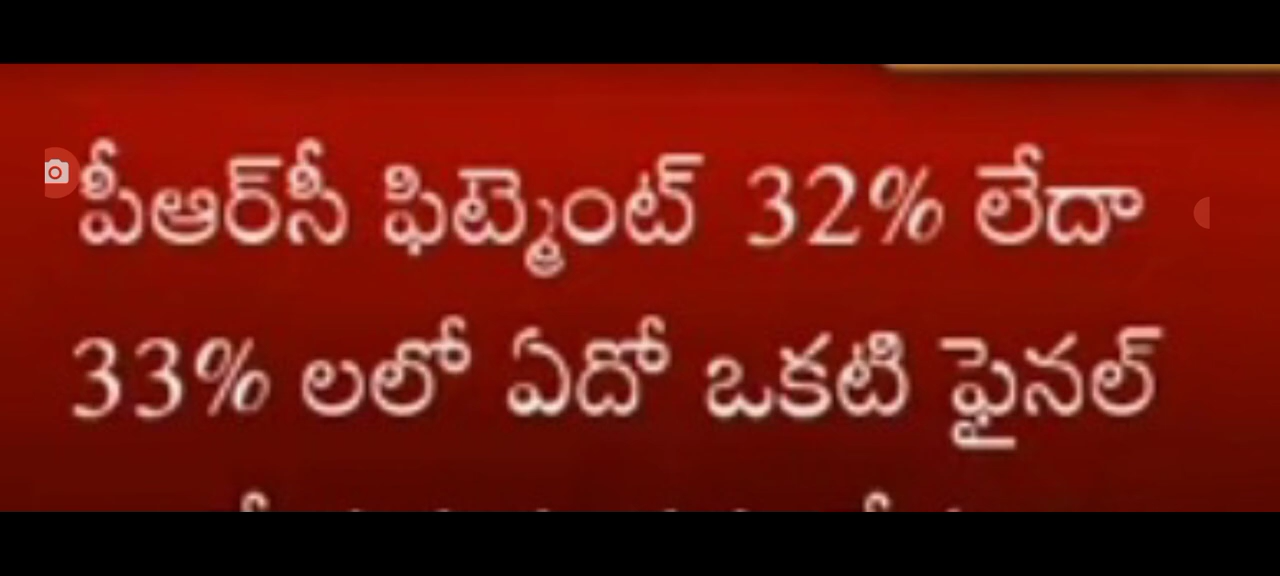 పీఆర్‌సీ ఫిట్మెంట్ 32% లేదా
33% లలో ఏదో ఒకటి ఫైనల్